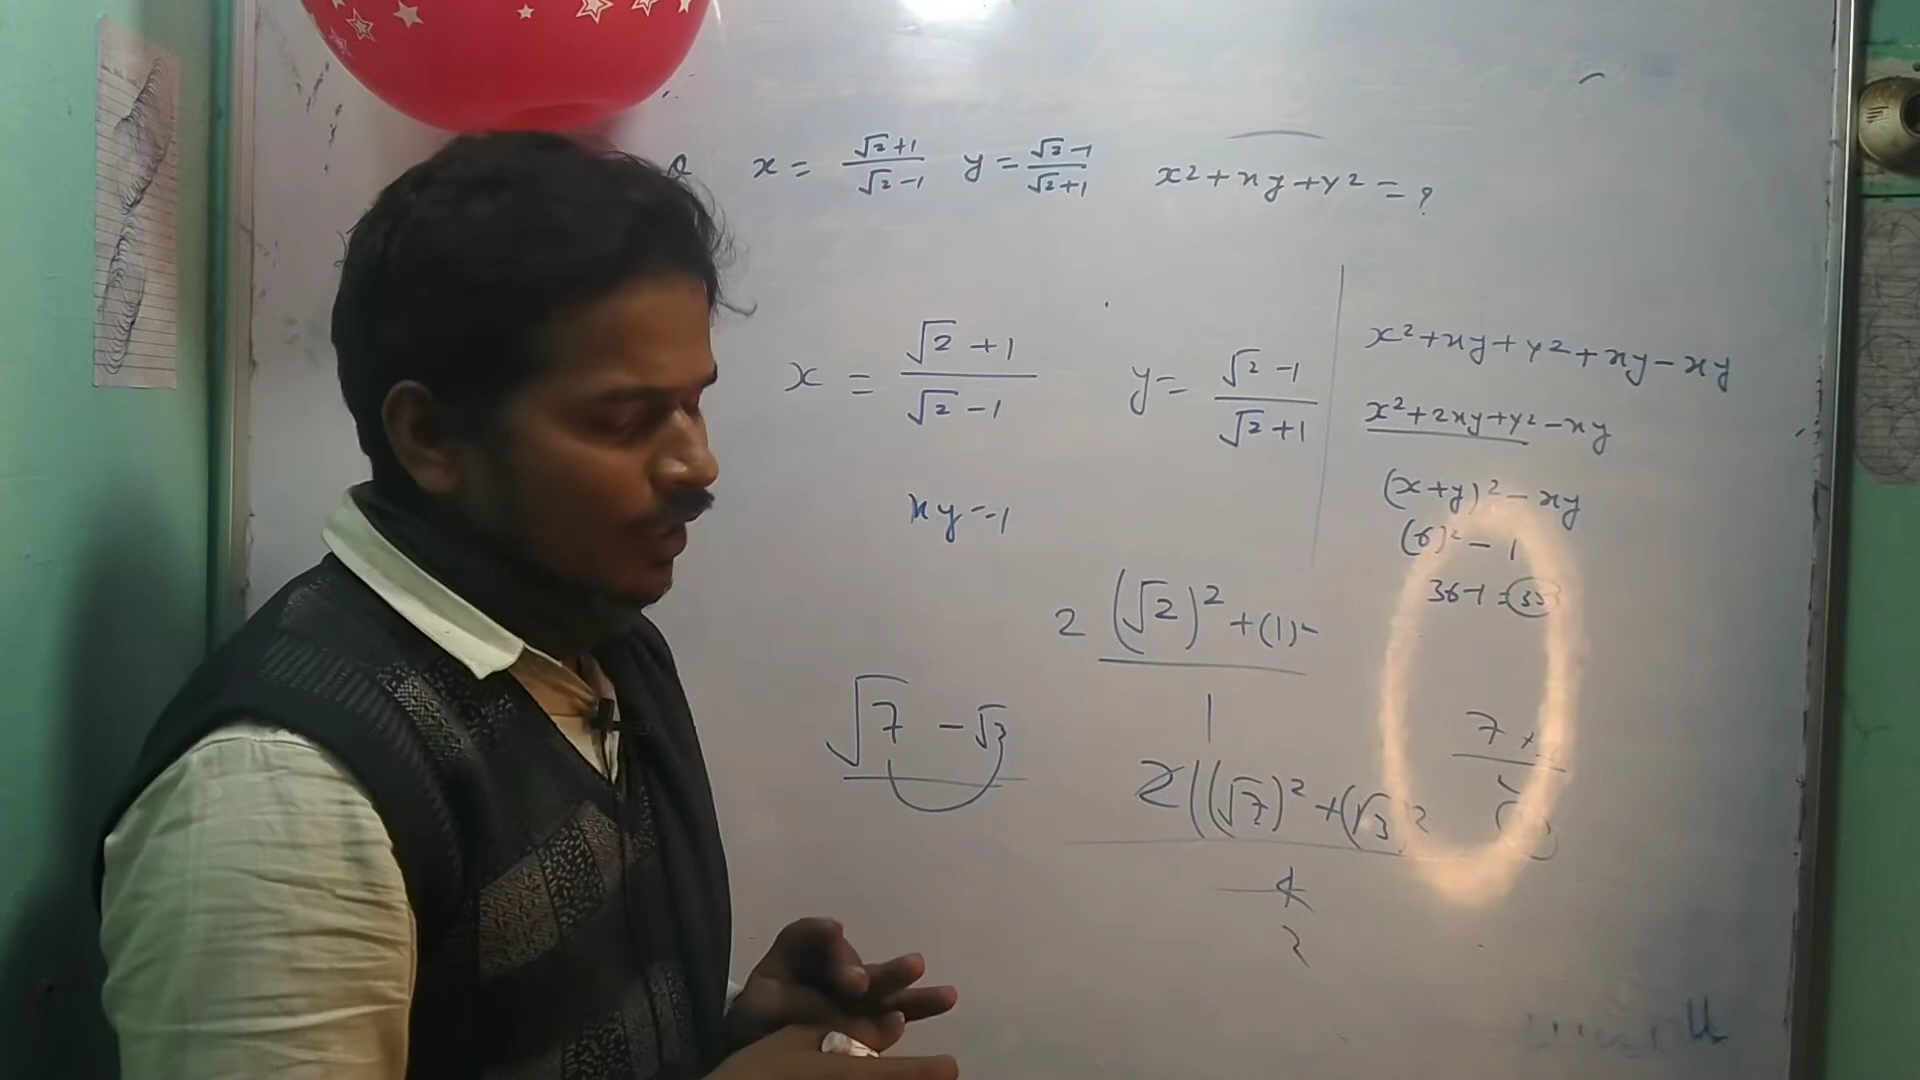 x = √2+1 / √2-1  y = √2-1 / √2+1  x²+xy+y² = ?
x = √2+1 / √2-1  y = √2-1 / √2+1
xy = 1
x²+xy+y²+xy-xy
x²+2xy+y²-xy
(x+y)²-xy
(6)²-1
36-1 = 35
2 (√2)²+(1)² / 1
√7 - √3
2((√7)²+(√3)² / 4
2
7 +